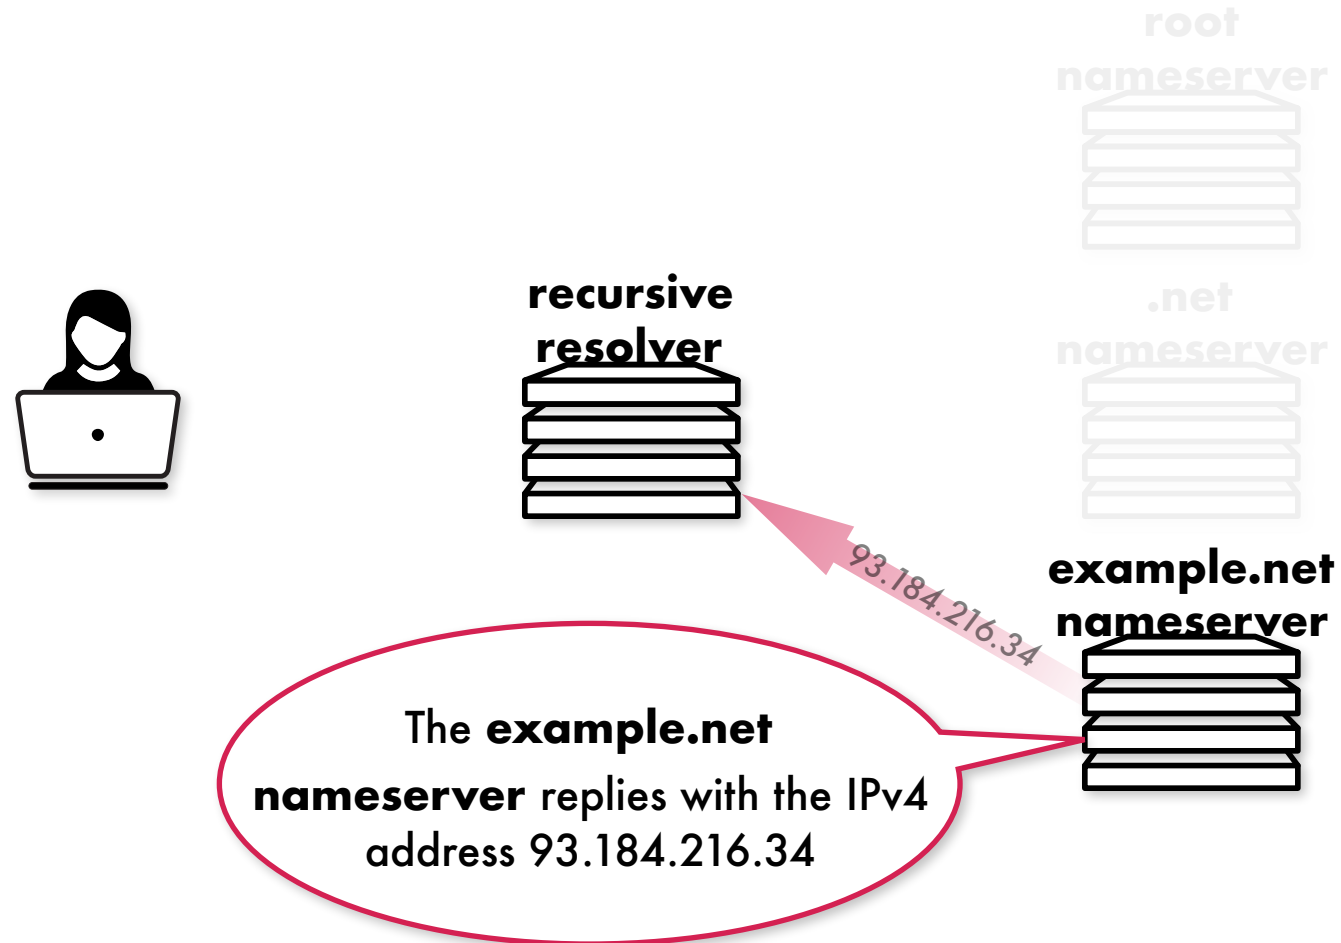 root
nameserver
recursive
resolver
.net
nameserver
93.184.216.34
example.net
nameserver
The example.net
nameserver replies with the IPv4
address 93.184.216.34